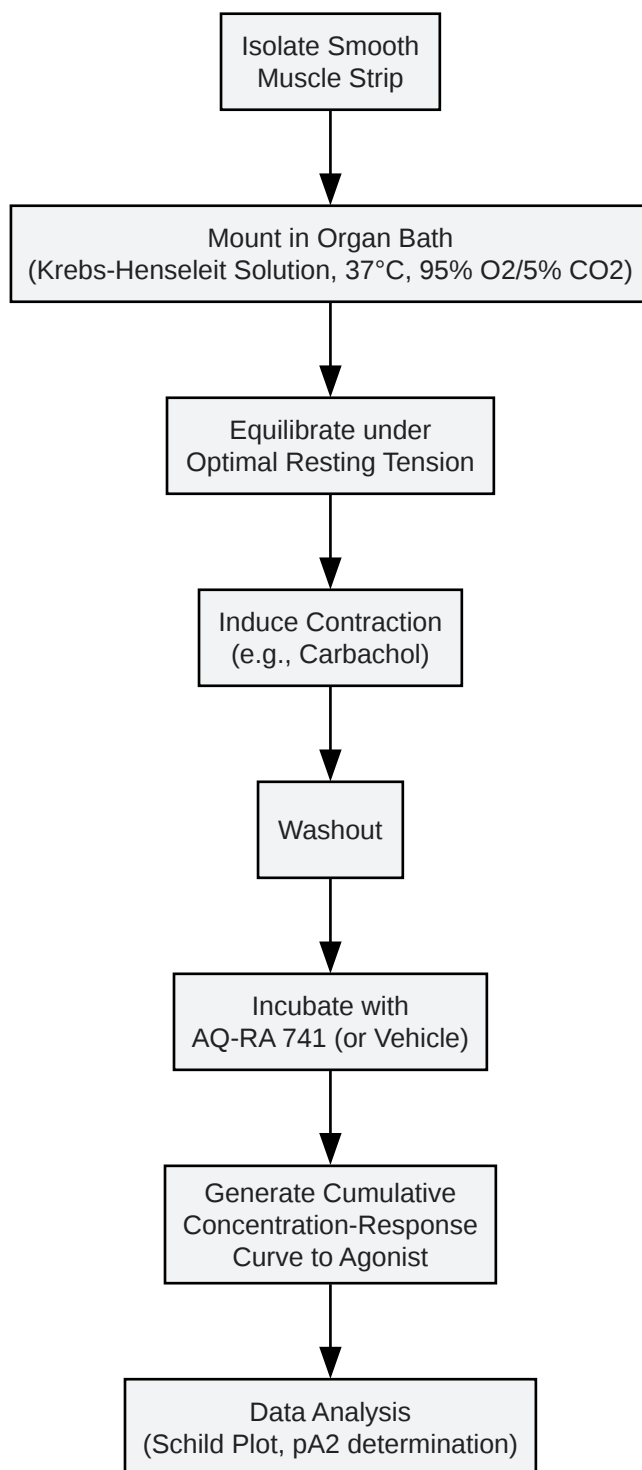 Isolate Smooth
Muscle Strip
Mount in Organ Bath
(Krebs-Henseleit Solution, 37°C, 95% O2/5% CO2)
Equilibrate under
Optimal Resting Tension
Induce Contraction
(e.g., Carbachol)
Washout
Incubate with
AQ-RA 741 (or Vehicle)
Generate Cumulative
Concentration-Response
Curve to Agonist
Data Analysis
(Schild Plot, pA2 determination)